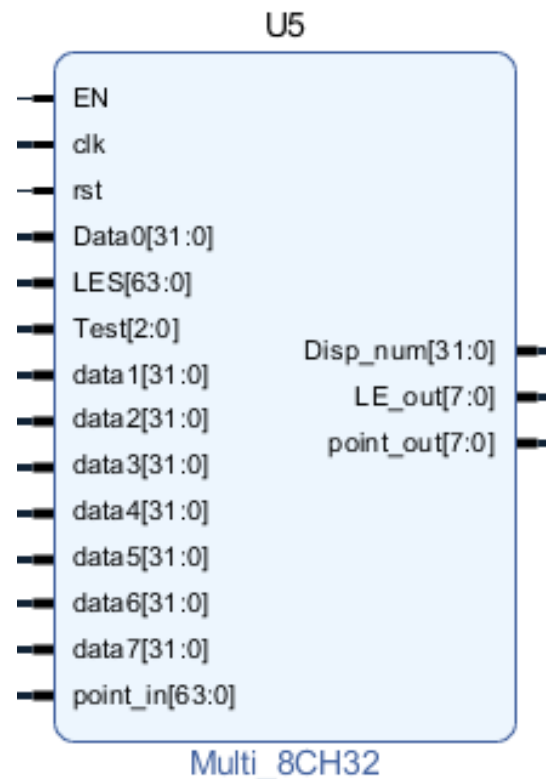 U5
EN
clk
rst
Data0[31:0]
LES[63:0]
Test[2:0]
data1[31:0]
data2[31:0]
data3[31:0]
data4[31:0]
data5[31:0]
data6[31:0]
data7[31:0]
point_in[63:0]
Disp_num[31:0]
LE_out[7:0]
point_out[7:0]
Multi_8CH32